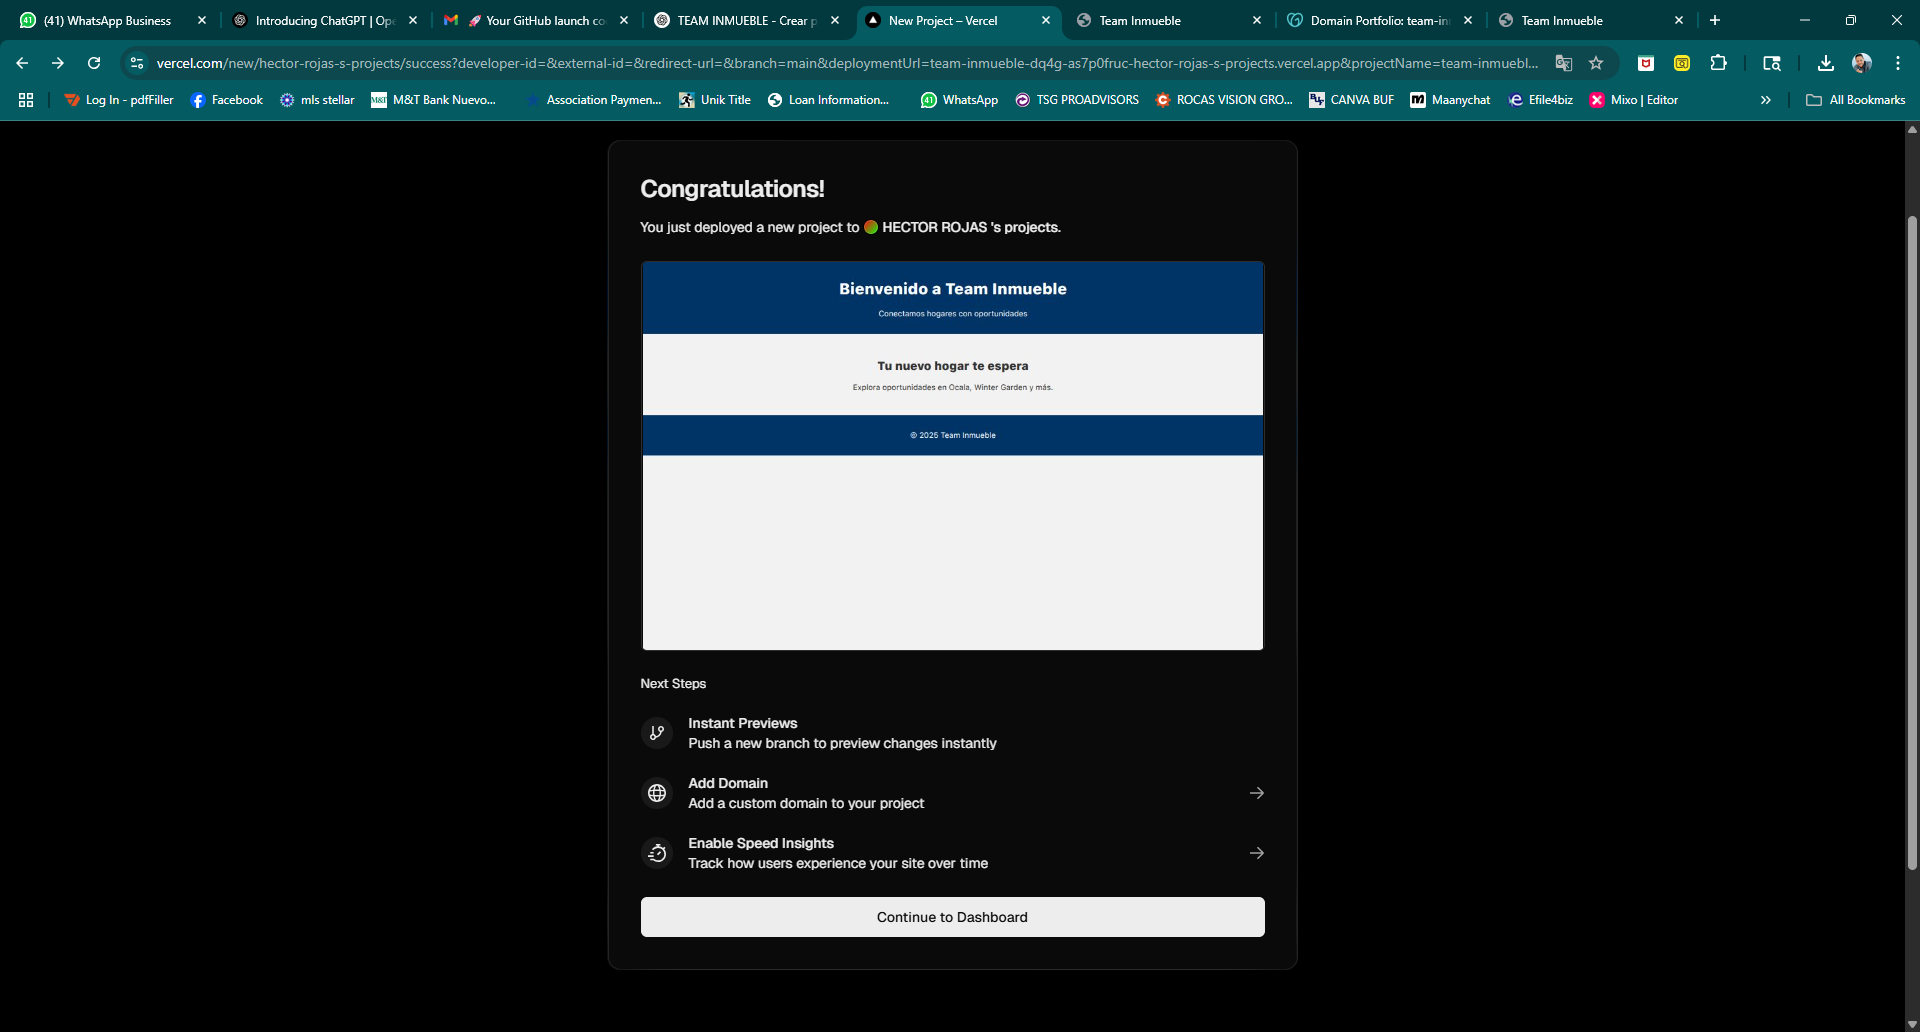 (41) WhatsApp Business
Introducing ChatGPT | Ope
🚀 Your GitHub launch co
TEAM INMUEBLE - Crear p
New Project – Vercel
Team Inmueble
Domain Portfolio: team-in
Team Inmueble
vercel.com/new/hector-rojas-s-projects/success?developer-id=&external-id=&redirect-url=&branch=main&deploymentUrl=team-inmueble-dq4g-as7p0fruc-hector-rojas-s-projects.vercel.app&projectName=team-inmuebl...
Log In - pdfFiller
Facebook
mls stellar
M&T Bank Nuevo...
Association Paymen...
Unik Title
Loan Information...
WhatsApp
TSG PROADVISORS
ROCAS VISION GRO...
CANVA BUF
Maanychat
Efile4biz
Mixo | Editor
All Bookmarks
Congratulations!
You just deployed a new project to HECTOR ROJAS 's projects.
Bienvenido a Team Inmueble
Conectamos hogares con oportunidades
Tu nuevo hogar te espera
Explora oportunidades en Ocala, Winter Garden y más.
© 2025 Team Inmueble
Next Steps
Instant Previews
Push a new branch to preview changes instantly
Add Domain
Add a custom domain to your project
Enable Speed Insights
Track how users experience your site over time
Continue to Dashboard